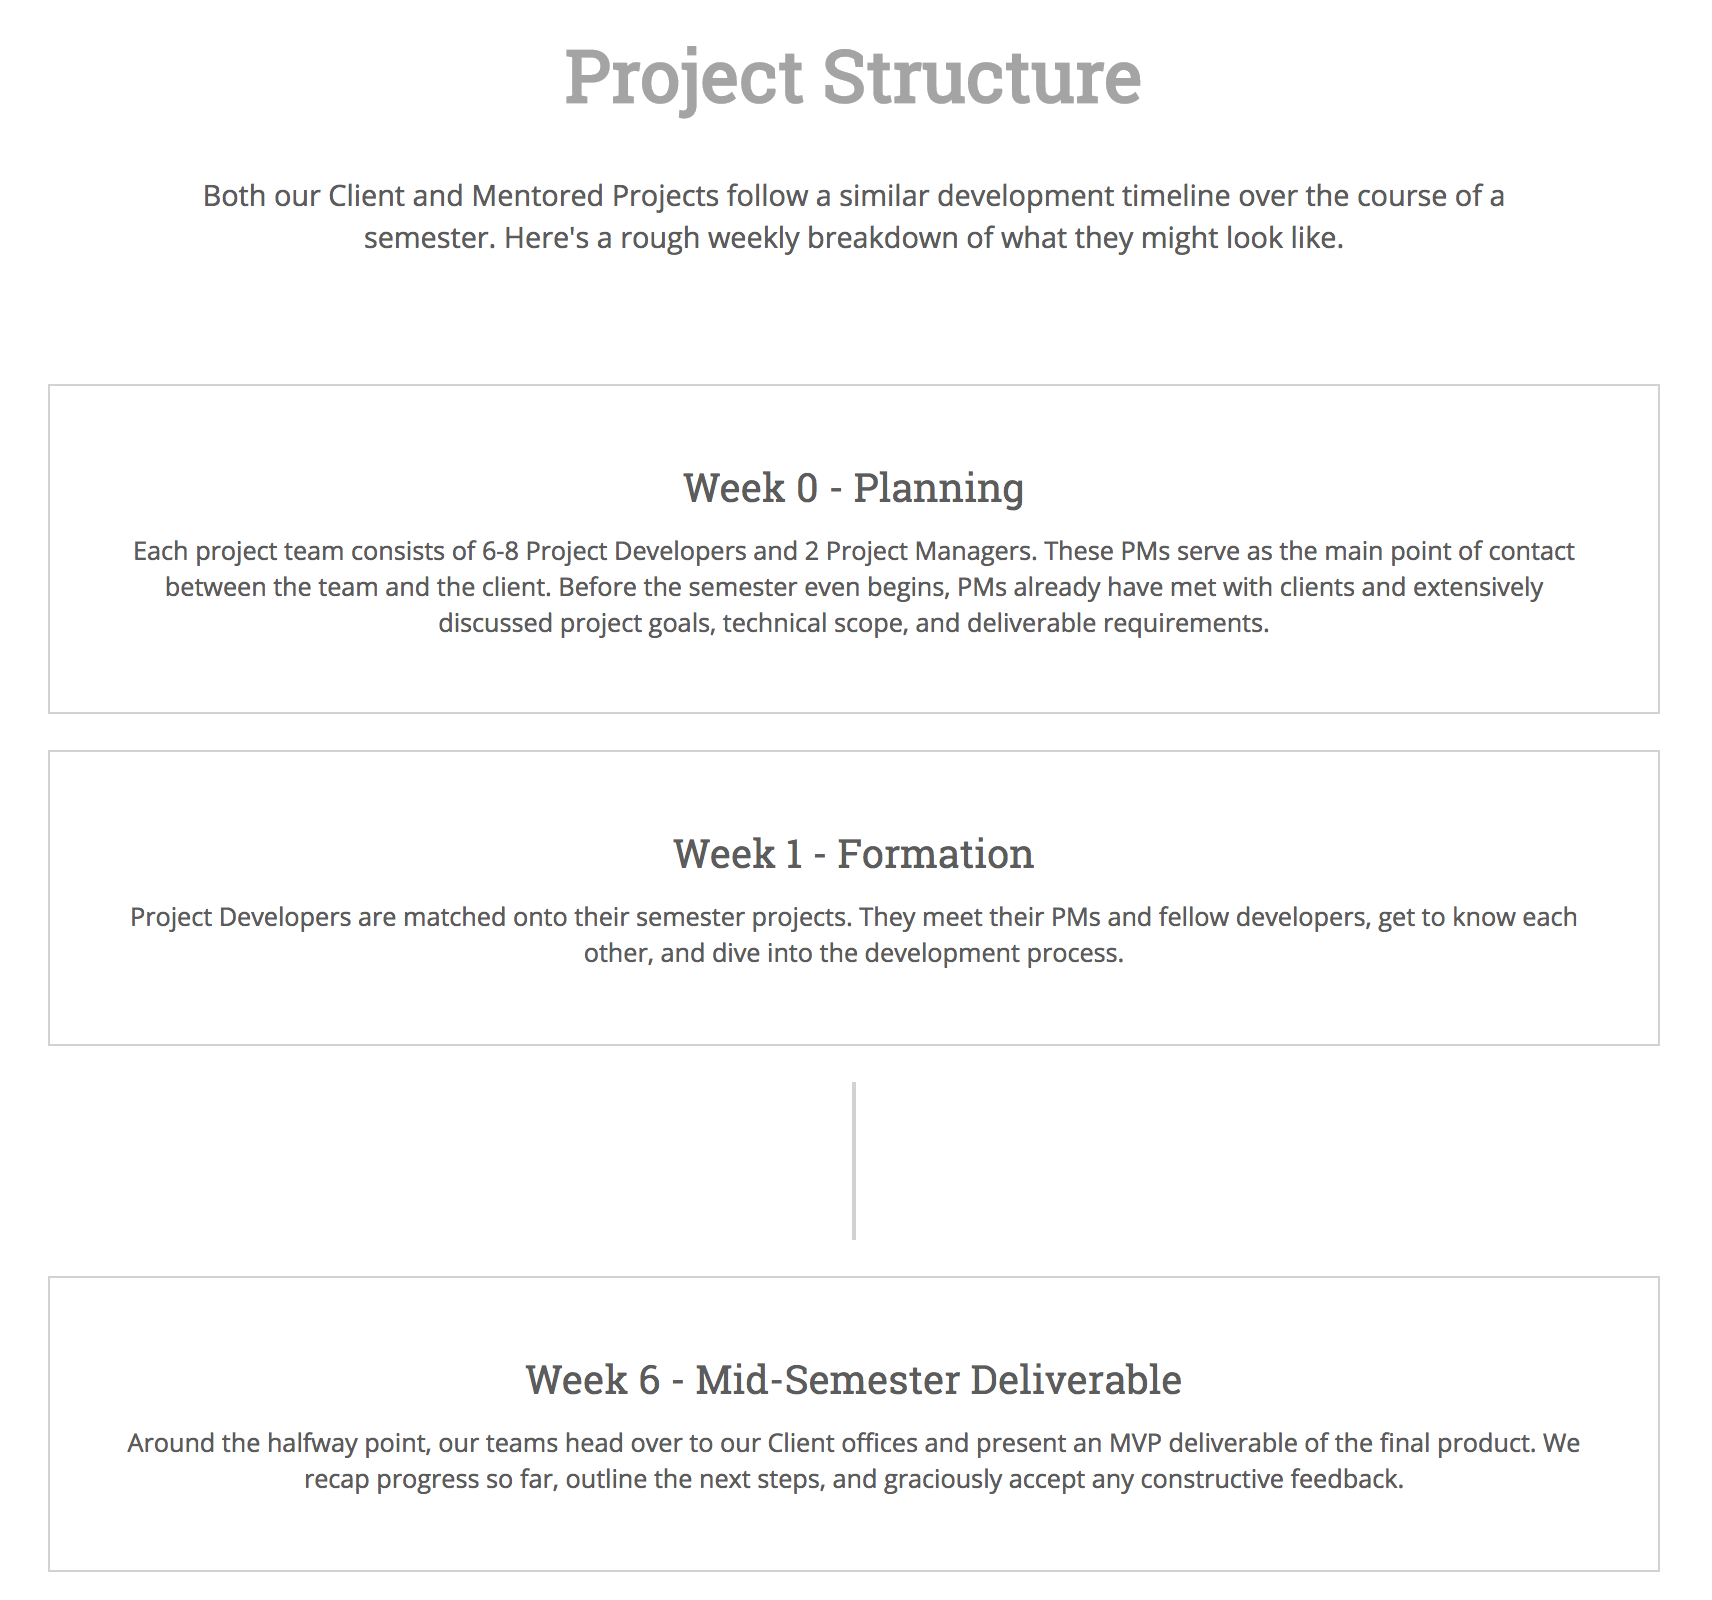 Project Structure
Both our Client and Mentored Projects follow a similar development timeline over the course of a
semester. Here's a rough weekly breakdown of what they might look like.
Week 0 - Planning
Each project team consists of 6-8 Project Developers and 2 Project Managers. These PMs serve as the main point of contact
between the team and the client. Before the semester even begins, PMs already have met with clients and extensively
discussed project goals, technical scope, and deliverable requirements.
Week 1 - Formation
Project Developers are matched onto their semester projects. They meet their PMs and fellow developers, get to know each
other, and dive into the development process.
Week 6 - Mid-Semester Deliverable
Around the halfway point, our teams head over to our Client offices and present an MVP deliverable of the final product. We
recap progress so far, outline the next steps, and graciously accept any constructive feedback.